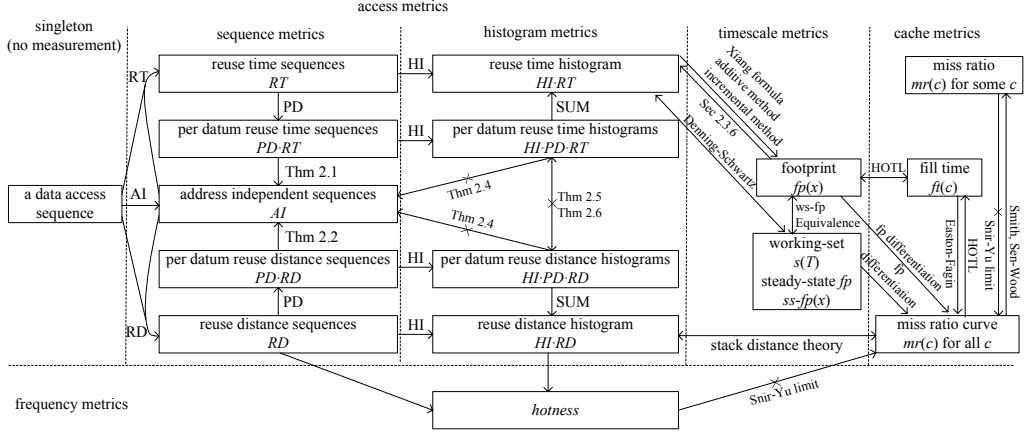 access metrics
singleton
(no measurement)
sequence metrics
histogram metrics
timescale metrics
cache metrics
reuse time sequences
RT
HI
reuse time histogram
HI·RT
miss ratio
mr(c) for some c
RT
PD
SUM
Xiang formula
additive method
incremental method
Sec 2.3.6
Denning-Schwartz
per datum reuse time sequences
PD·RT
HI
per datum reuse time histograms
HI·PD·RT
Thm 2.1
Thm 2.4
footprint
fp(x)
HOTL
fill time
ft(c)
a data access
sequence
AI
address independent sequences
AI
Thm 2.5
Thm 2.6
ws-fp
Equivalence
Thm 2.2
Thm 2.4
working-set
s(T)
steady-state fp
ss-fp(x)
fp differentiation
fp
differentiation
Easton-Fagin
HOTL
Snir-Yu limit
Smith, Sen-Wood
per datum reuse distance sequences
PD·RD
HI
per datum reuse distance histograms
HI·PD·RD
PD
SUM
RD
reuse distance sequences
RD
HI
reuse distance histogram
HI·RD
stack distance theory
miss ratio curve
mr(c) for all c
frequency metrics
hotness
Snir-Yu limit